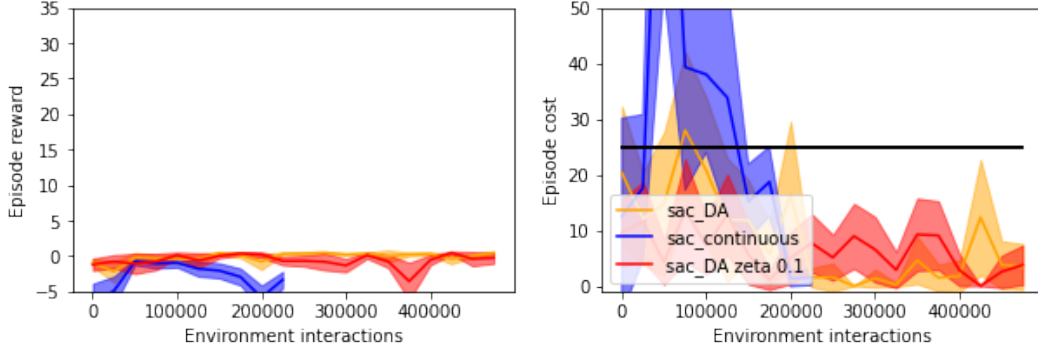 35
30
25
20
15
10
5
0
-5
Episode reward
0 100000 200000 300000 400000
Environment interactions
50
40
30
20
10
0
Episode cost
sac_DA
sac_continuous
sac_DA zeta 0.1
0 100000 200000 300000 400000
Environment interactions